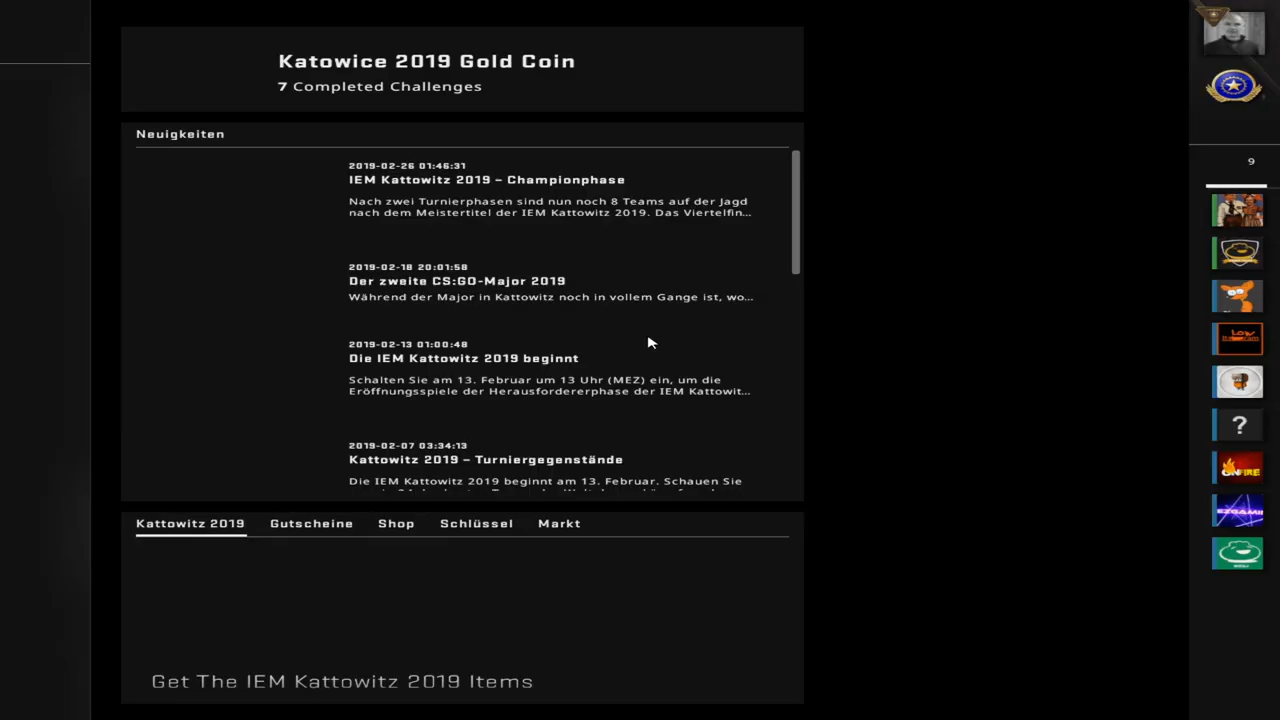 Katowice 2019 Gold Coin
7 Completed Challenges
Neuigkeiten
2019-02-26 01:46:31
IEM Kattowitz 2019 – Championphase
Nach zwei Turnierphasen sind nun noch 8 Teams auf der Jagd
nach dem Meistertitel der IEM Kattowitz 2019. Das Viertelfin...
2019-02-18 20:01:58
Der zweite CS:GO-Major 2019
Während der Major in Kattowitz noch in vollem Gange ist, wo...
2019-02-13 01:00:48
Die IEM Kattowitz 2019 beginnt
Schalten Sie am 13. Februar um 13 Uhr (MEZ) ein, um die
Eröffnungsspiele der Herausfordererphase der IEM Kattowit...
2019-02-07 03:34:13
Kattowitz 2019 – Turniergegenstände
Die IEM Kattowitz 2019 beginnt am 13. Februar. Schauen Sie
Kattowitz 2019 Gutscheine Shop Schlüssel Markt
Get The IEM Kattowitz 2019 Items
9
LOW
?
ONFIRE